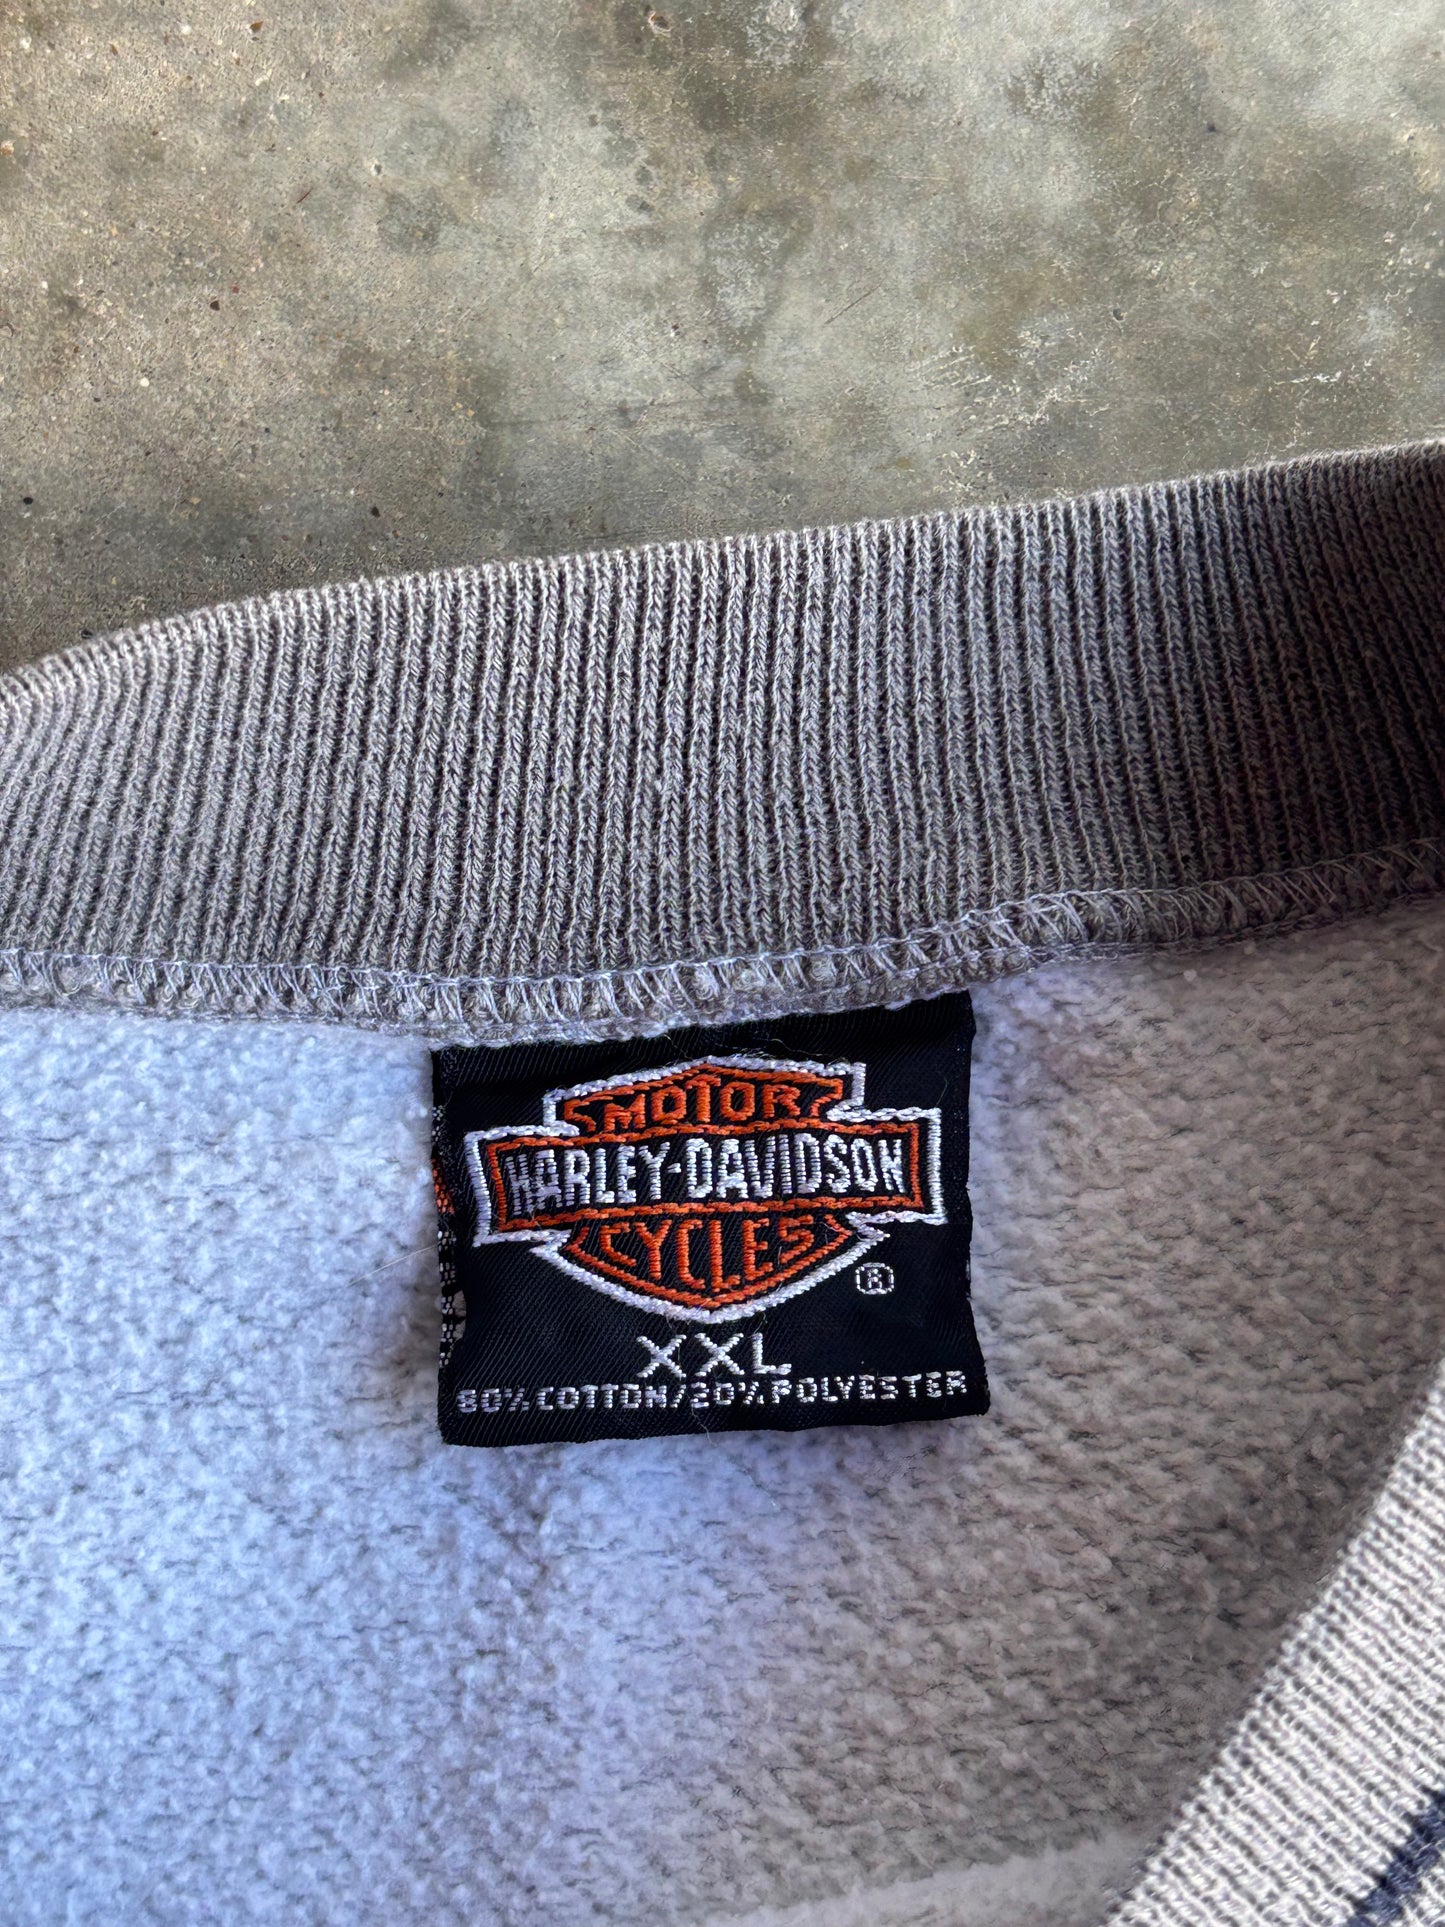 MOTOR
HARLEY-DAVIDSON
CYCLES
®
XXL
80% COTTON/20% POLYESTER